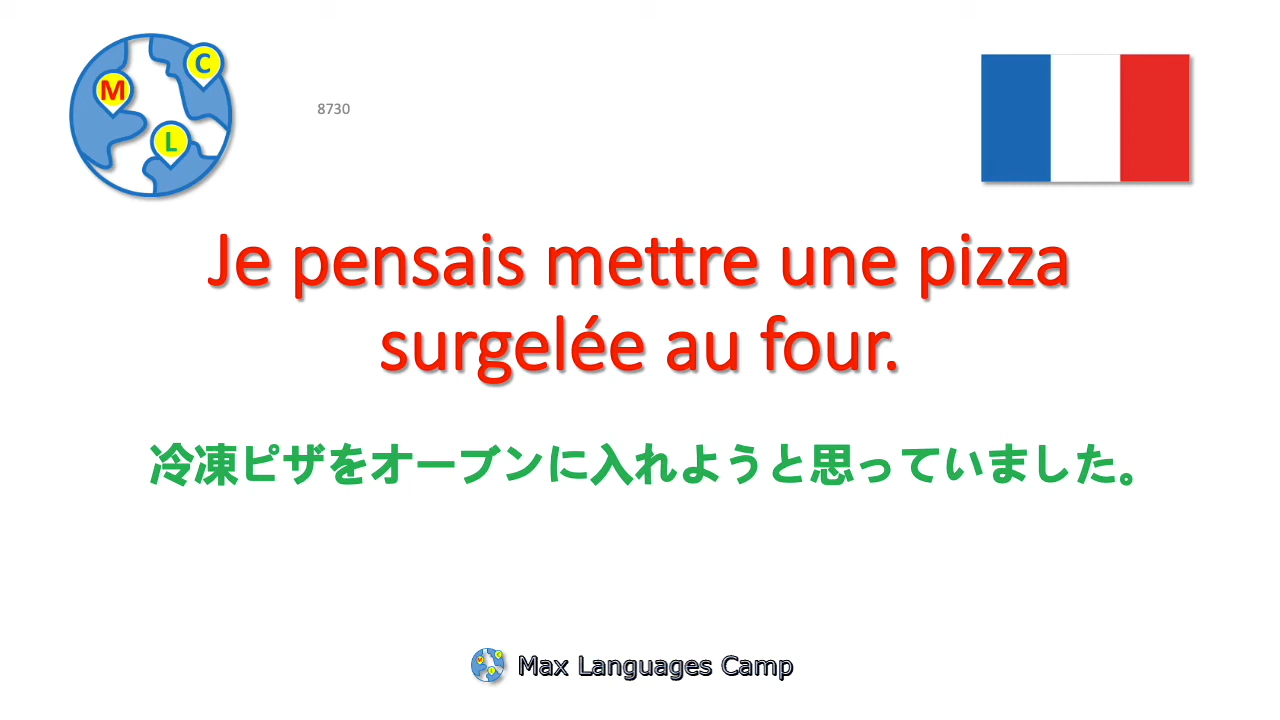 M
C
L
8730
Je pensais mettre une pizza
surgelée au four.
冷凍ピザをオーブンに入れようと思っていました。
Max Languages Camp